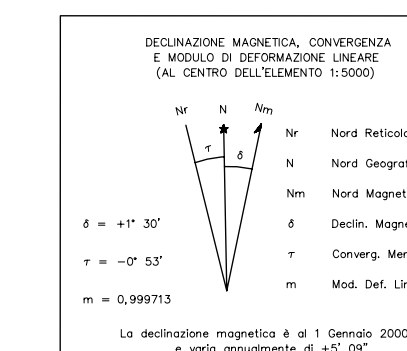 DECLINAZIONE MAGNETICA, CONVERGENZA
E MODULO DI DEFORMAZIONE LINEARE
(AL CENTRO DELL'ELEMENTO 1:5000)
Nr N Nm
τ δ
Nr Nord Reticolo
N Nord Geograf
Nm Nord Magnet
δ = +1° 30'
δ Declin. Magne
τ = -0° 53'
τ Converg. Mer
m = 0,999713
m Mod. Def. Lin
La declinazione magnetica è al 1 Gennaio 2000
e varia annualmente di +5' 09"